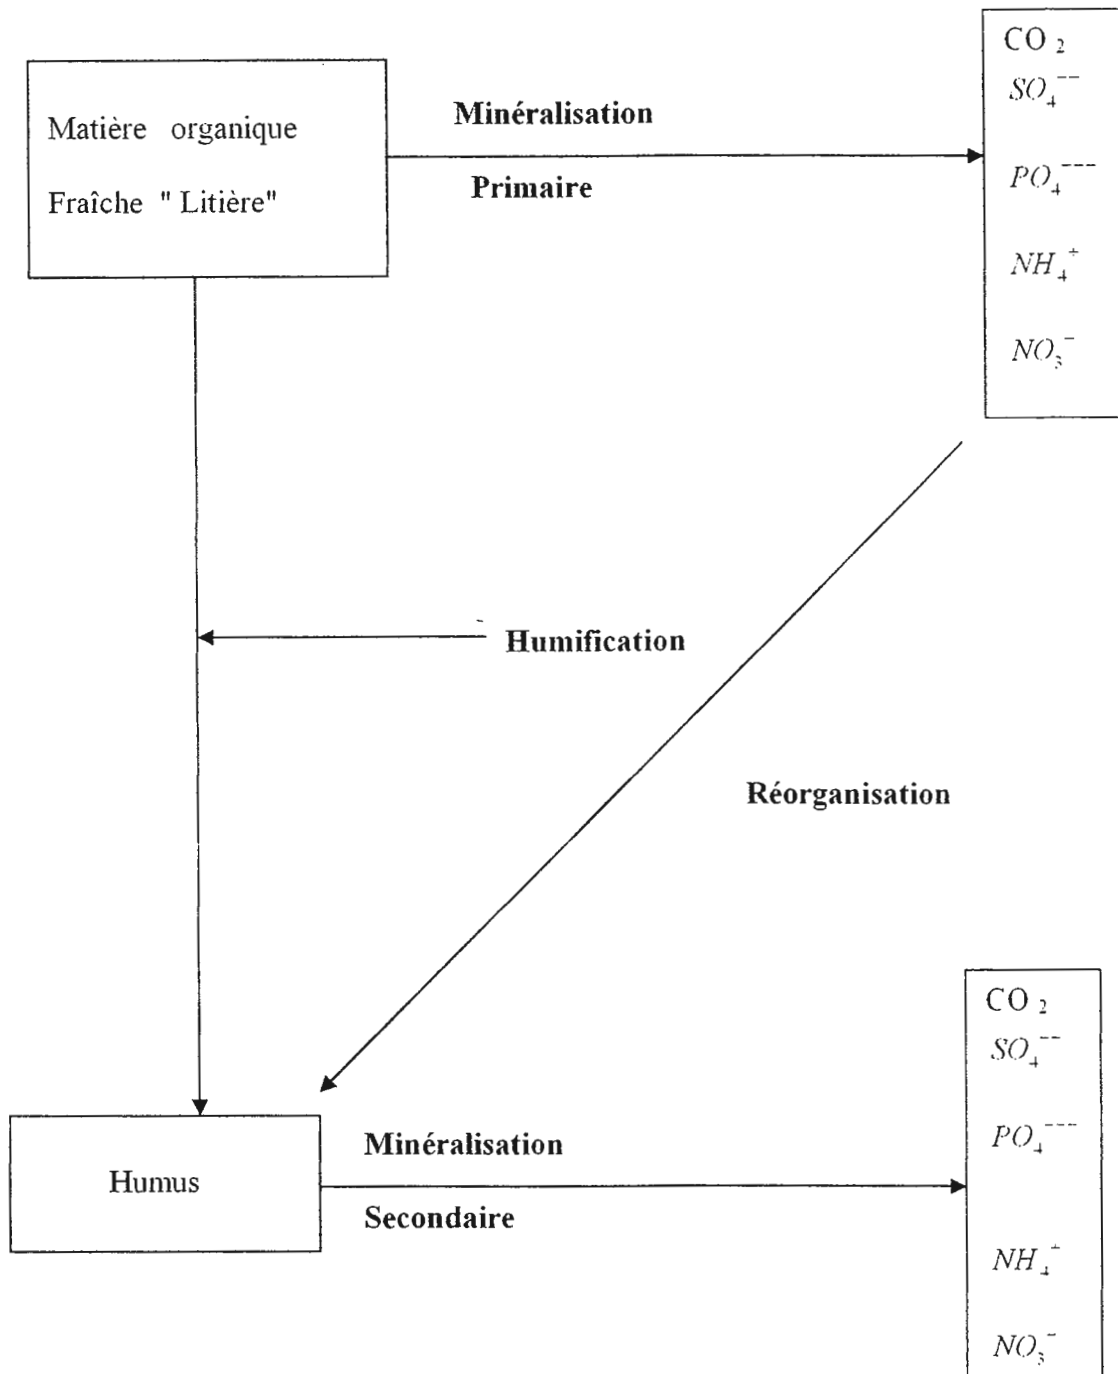 Matière organique
Fraîche " Litière"
Minéralisation
Primaire
CO₂
SO₄⁻⁻
PO₄⁻⁻⁻
NH₄⁺
NO₃⁻
Humification
Réorganisation
Humus
Minéralisation
Secondaire
CO₂
SO₄⁻⁻
PO₄⁻⁻⁻
NH₄⁺
NO₃⁻